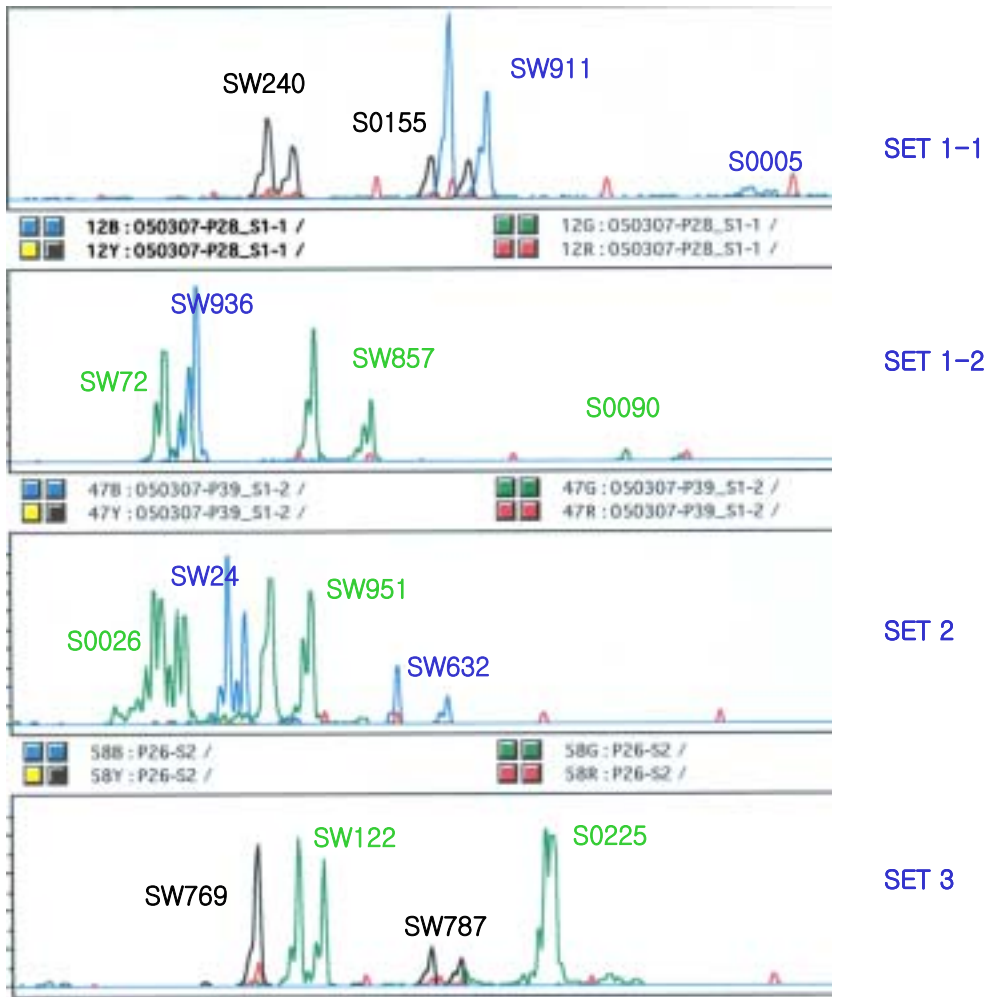 SW240
SW911
S0155
S0005
SET 1-1
12B : 050307-P28_S1-1 /
12G : 050307-P28_S1-1 /
12Y : 050307-P28_S1-1 /
12R : 050307-P28_S1-1 /
SW936
SW857
SW72
S0090
SET 1-2
47B : 050307-P39_S1-2 /
47G : 050307-P39_S1-2 /
47Y : 050307-P39_S1-2 /
47R : 050307-P39_S1-2 /
SW24
SW951
S0026
SW632
SET 2
58B : P26-S2 /
58G : P26-S2 /
58Y : P26-S2 /
58R : P26-S2 /
SW122
S0225
SW769
SW787
SET 3